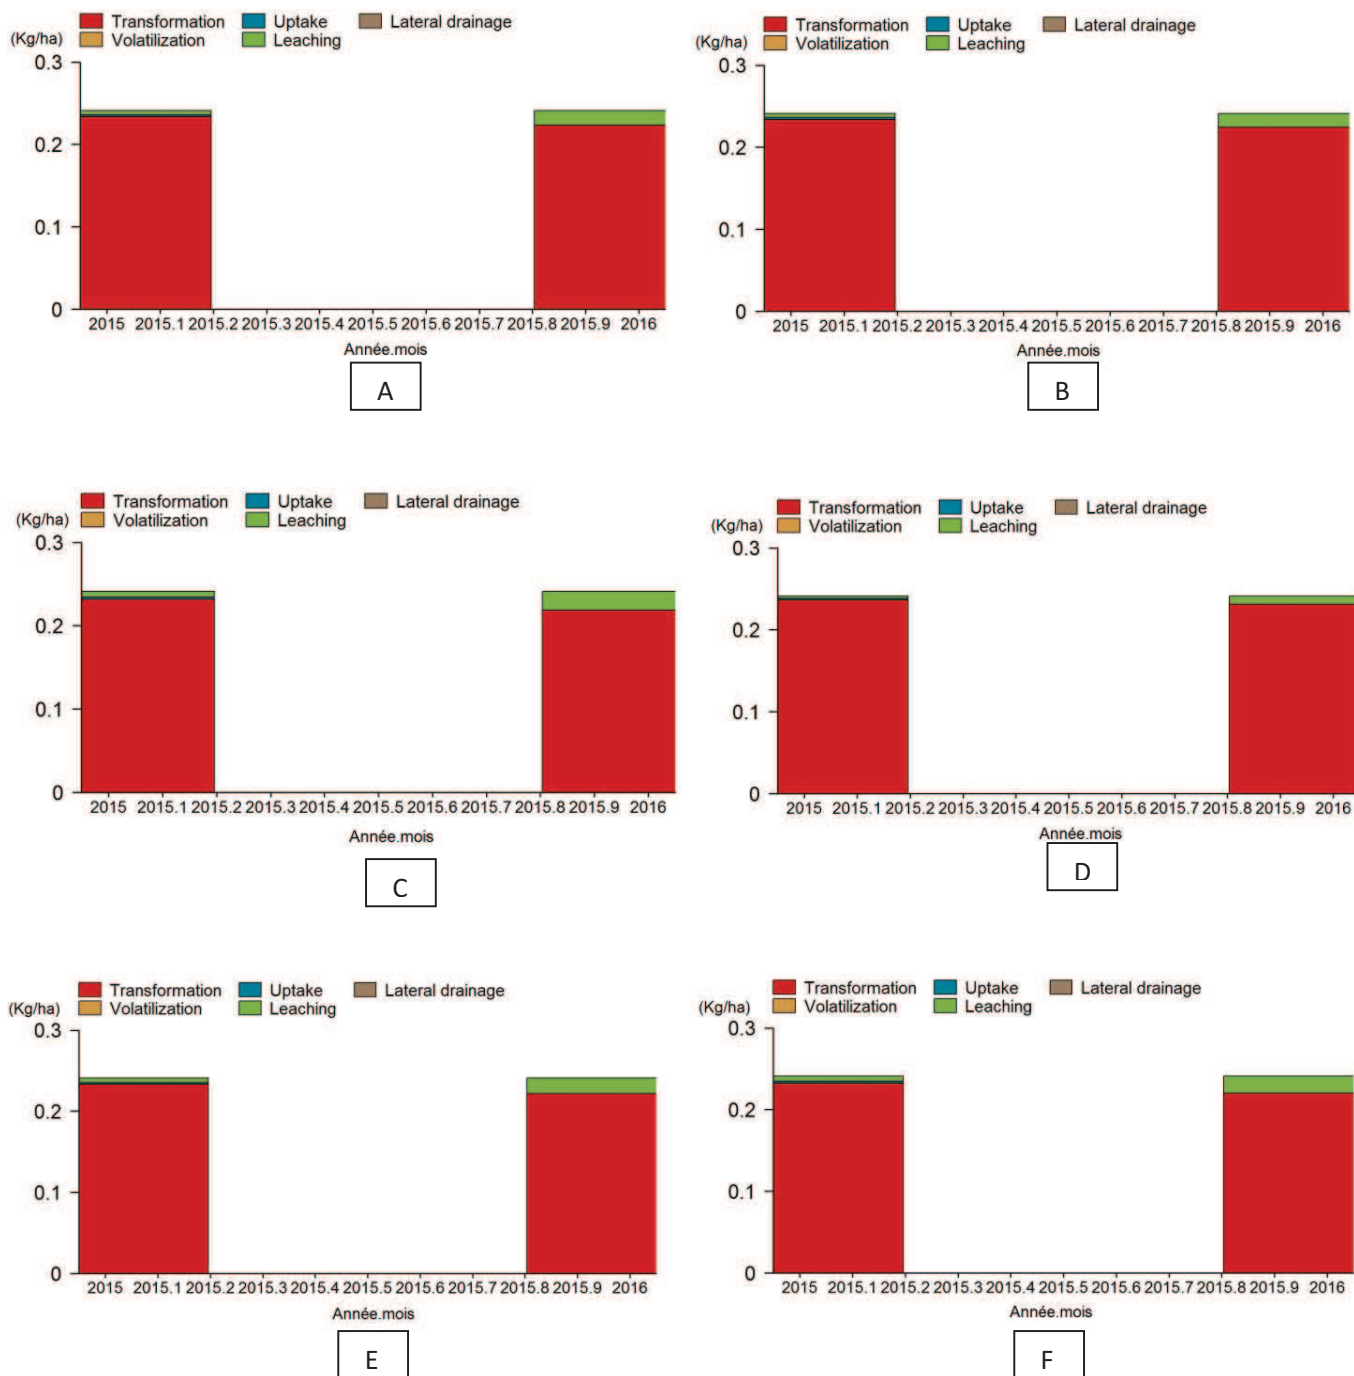 Transformation Uptake Lateral drainage
(Kg/ha) Volatilization Leaching
0.3
0.2
0.1
0
2015 2015.1 2015.2 2015.3 2015.4 2015.5 2015.6 2015.7 2015.8 2015.9 2016
Année.mois
A
Transformation Uptake Lateral drainage
(Kg/ha) Volatilization Leaching
0.3
0.2
0.1
0
2015 2015.1 2015.2 2015.3 2015.4 2015.5 2015.6 2015.7 2015.8 2015.9 2016
Année.mois
B
Transformation Uptake Lateral drainage
(Kg/ha) Volatilization Leaching
0.3
0.2
0.1
0
2015 2015.1 2015.2 2015.3 2015.4 2015.5 2015.6 2015.7 2015.8 2015.9 2016
Année.mois
C
Transformation Uptake Lateral drainage
(Kg/ha) Volatilization Leaching
0.3
0.2
0.1
0
2015 2015.1 2015.2 2015.3 2015.4 2015.5 2015.6 2015.7 2015.8 2015.9 2016
Année.mois
D
Transformation Uptake Lateral drainage
(Kg/ha) Volatilization Leaching
0.3
0.2
0.1
0
2015 2015.1 2015.2 2015.3 2015.4 2015.5 2015.6 2015.7 2015.8 2015.9 2016
Année.mois
E
Transformation Uptake Lateral drainage
(Kg/ha) Volatilization Leaching
0.3
0.2
0.1
0
2015 2015.1 2015.2 2015.3 2015.4 2015.5 2015.6 2015.7 2015.8 2015.9 2016
Année.mois
F